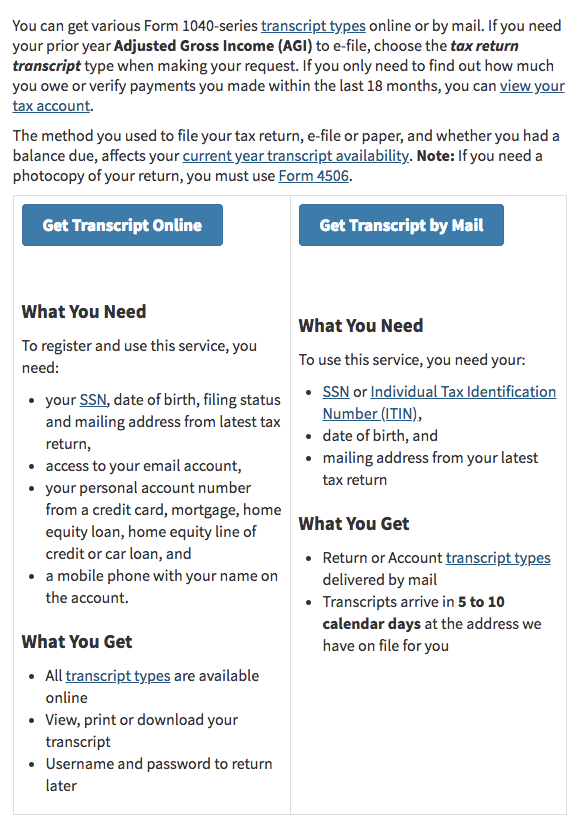 You can get various Form 1040-series transcript types online or by mail. If you need
your prior year Adjusted Gross Income (AGI) to e-file, choose the tax return
transcript type when making your request. If you only need to find out how much
you owe or verify payments you made within the last 18 months, you can view your
tax account.
The method you used to file your tax return, e-file or paper, and whether you had a
balance due, affects your current year transcript availability. Note: If you need a
photocopy of your return, you must use Form 4506.
Get Transcript Online
What You Need
To register and use this service, you
need:
• your SSN, date of birth, filing status
and mailing address from latest tax
return,
• access to your email account,
• your personal account number
from a credit card, mortgage, home
equity loan, home equity line of
credit or car loan, and
• a mobile phone with your name on
the account.
What You Get
• All transcript types are available
online
• View, print or download your
transcript
• Username and password to return
later
Get Transcript by Mail
What You Need
To use this service, you need your:
• SSN or Individual Tax Identification
Number (ITIN),
• date of birth, and
• mailing address from your latest
tax return
What You Get
• Return or Account transcript types
delivered by mail
• Transcripts arrive in 5 to 10
calendar days at the address we
have on file for you